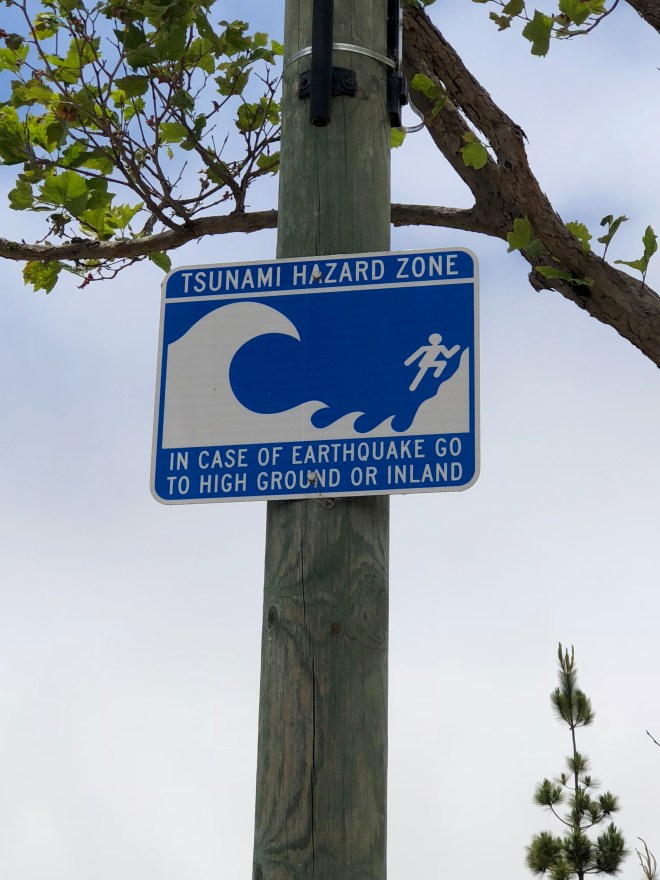 TSUNAMI HAZARD ZONE
IN CASE OF EARTHQUAKE GO
TO HIGH GROUND OR INLAND